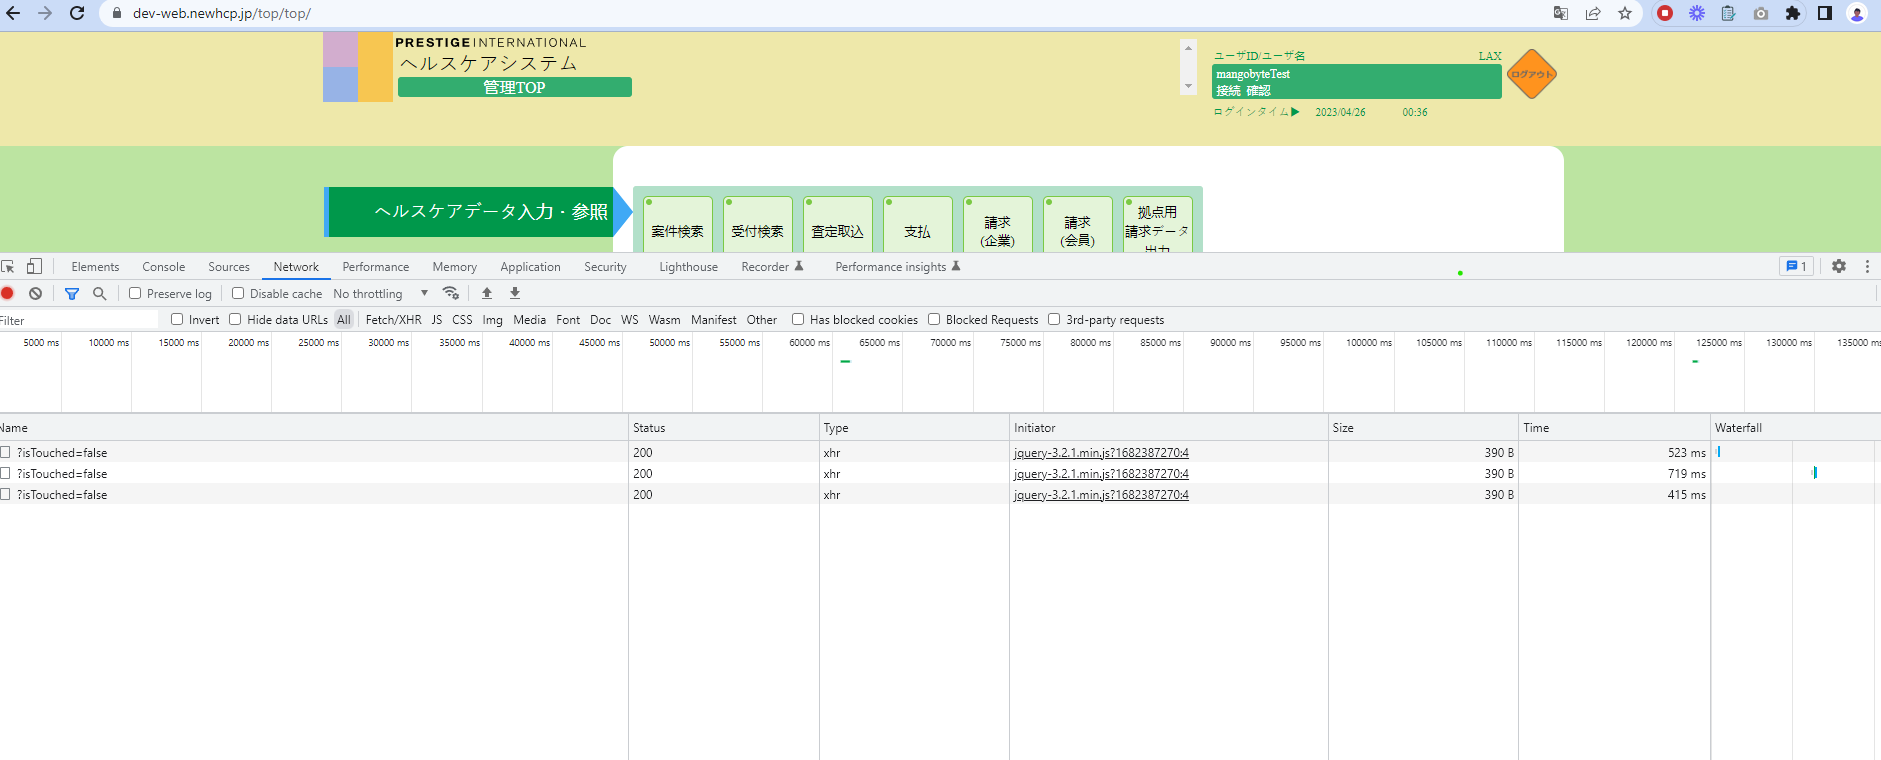 dev-web.newhcp.jp/top/top/
PRESTIGE INTERNATIONAL
ヘルスケアシステム
管理TOP
ユーザID/ユーザ名 LAX
mangobyteTest
接続 確認
ログアウト
ログインタイム▶ 2023/04/26 00:36
ヘルスケアデータ入力・参照
案件検索
受付検索
査定取込
支払
請求
(企業)
請求
(会員)
拠点用
請求データ
出力
Elements Console Sources Network Performance Memory Application Security Lighthouse Recorder Performance insights 1
Preserve log Disable cache No throttling
Filter Invert Hide data URLs All Fetch/XHR JS CSS Img Media Font Doc WS Wasm Manifest Other Has blocked cookies Blocked Requests 3rd-party requests
5000 ms 10000 ms 15000 ms 20000 ms 25000 ms 30000 ms 35000 ms 40000 ms 45000 ms 50000 ms 55000 ms 60000 ms 65000 ms 70000 ms 75000 ms 80000 ms 85000 ms 90000 ms 95000 ms 100000 ms 105000 ms 110000 ms 115000 ms 120000 ms 125000 ms 130000 ms 135000 ms
Name Status Type Initiator Size Time Waterfall
?isTouched=false 200 xhr jquery-3.2.1.min.js?1682387270:4 390 B 523 ms
?isTouched=false 200 xhr jquery-3.2.1.min.js?1682387270:4 390 B 719 ms
?isTouched=false 200 xhr jquery-3.2.1.min.js?1682387270:4 390 B 415 ms